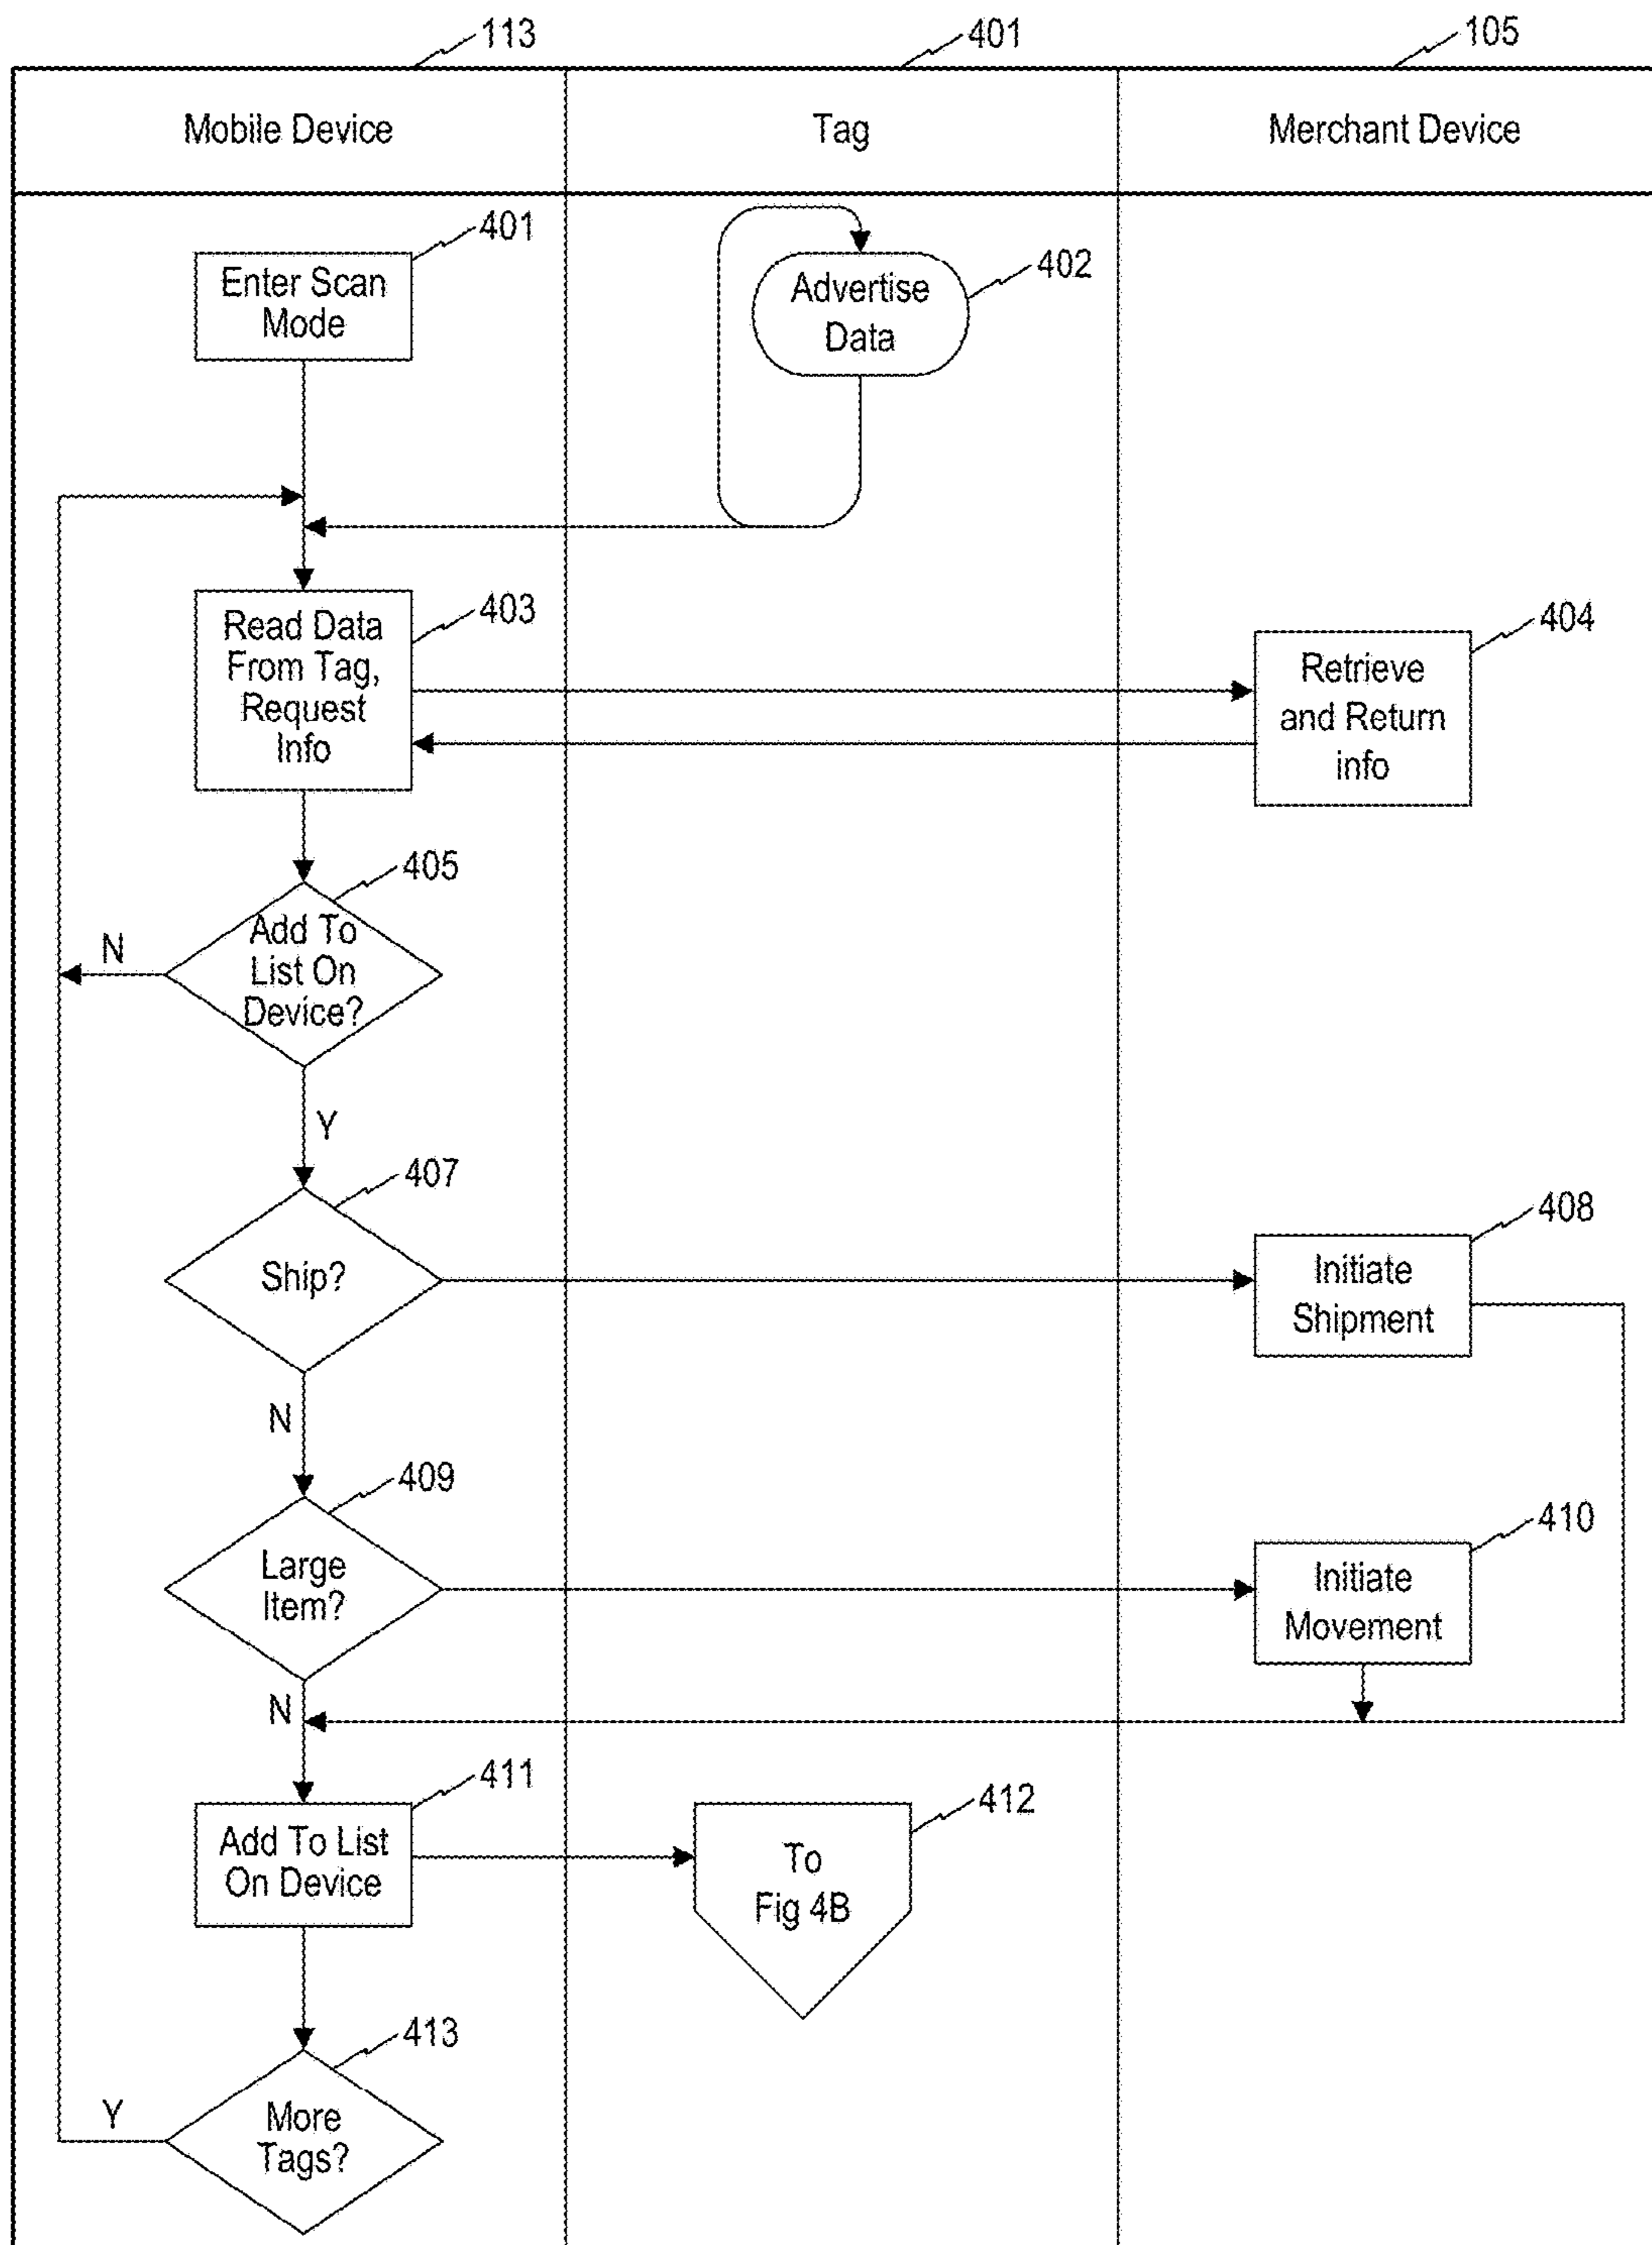 113
401
105
Mobile Device
Tag
Merchant Device
401
Enter Scan
Mode
402
Advertise
Data
403
Read Data
From Tag,
Request
Info
404
Retrieve
and Return
info
405
Add To
List On
Device?
N
Y
407
Ship?
408
Initiate
Shipment
N
409
Large
Item?
410
Initiate
Movement
N
411
Add To List
On Device
412
To
Fig 4B
413
More
Tags?
Y